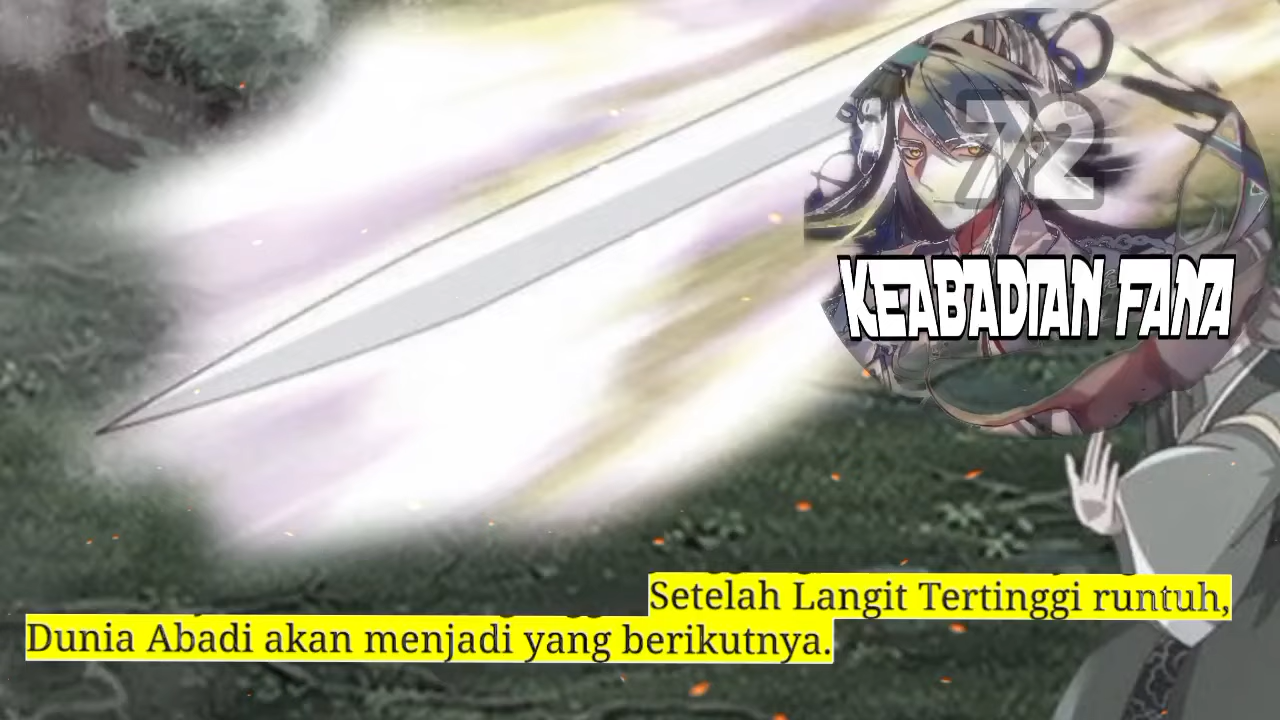 72
KEABADIAN FANA
Setelah Langit Tertinggi runtuh,
Dunia Abadi akan menjadi yang berikutnya.